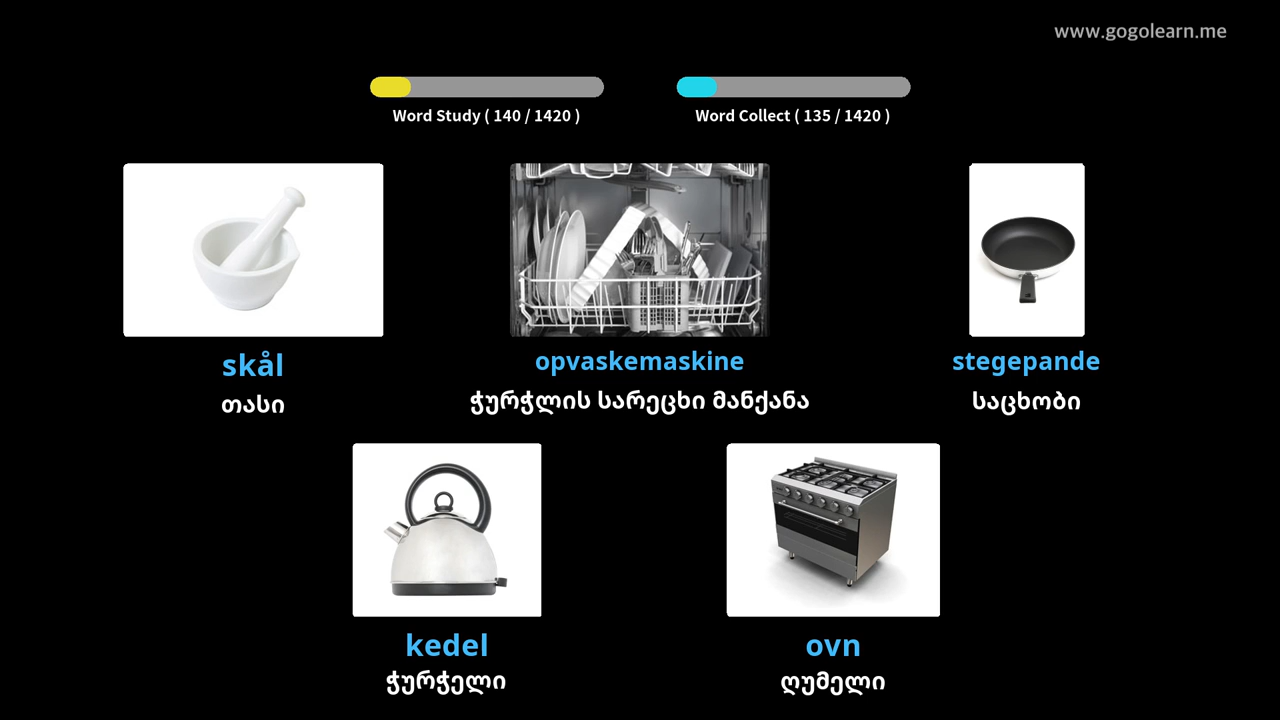 www.gogolearn.me
Word Study ( 140 / 1420 )
Word Collect ( 135 / 1420 )
skål
თასი
opvaskemaskine
ჭურჭლის სარეცხი მანქანა
stegepande
საცხობი
kedel
ჭურჭელი
ovn
ღუმელი